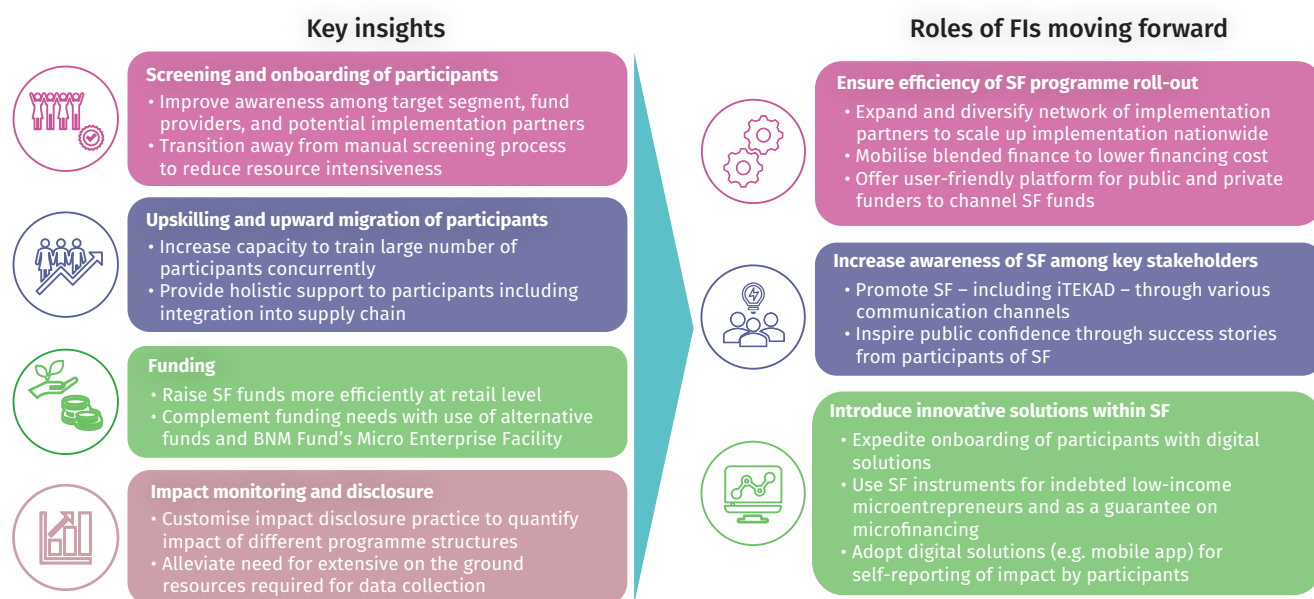 Key insights
Screening and onboarding of participants
• Improve awareness among target segment, fund
providers, and potential implementation partners
• Transition away from manual screening process
to reduce resource intensiveness
Upskilling and upward migration of participants
• Increase capacity to train large number of
participants concurrently
• Provide holistic support to participants including
integration into supply chain
Funding
• Raise SF funds more efficiently at retail level
• Complement funding needs with use of alternative
funds and BNM Fund's Micro Enterprise Facility
Impact monitoring and disclosure
• Customise impact disclosure practice to quantify
impact of different programme structures
• Alleviate need for extensive on the ground
resources required for data collection
Roles of FIs moving forward
Ensure efficiency of SF programme roll-out
• Expand and diversify network of implementation
partners to scale up implementation nationwide
• Mobilise blended finance to lower financing cost
• Offer user-friendly platform for public and private
funders to channel SF funds
Increase awareness of SF among key stakeholders
• Promote SF – including iTEKAD – through various
communication channels
• Inspire public confidence through success stories
from participants of SF
Introduce innovative solutions within SF
• Expedite onboarding of participants with digital
solutions
• Use SF instruments for indebted low-income
microentrepreneurs and as a guarantee on
microfinancing
• Adopt digital solutions (e.g. mobile app) for
self-reporting of impact by participants